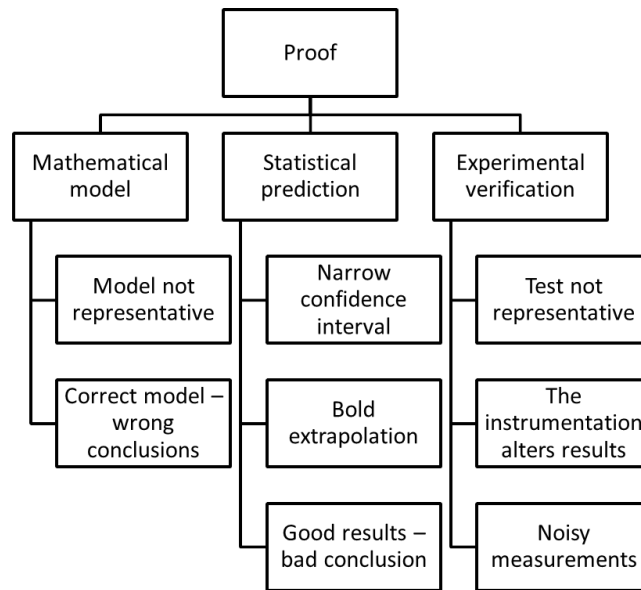 Proof
Mathematical
model
Statistical
prediction
Experimental
verification
Model not
representative
Correct model –
wrong
conclusions
Narrow
confidence
interval
Bold
extrapolation
Good results –
bad conclusion
Test not
representative
The
instrumentation
alters results
Noisy
measurements